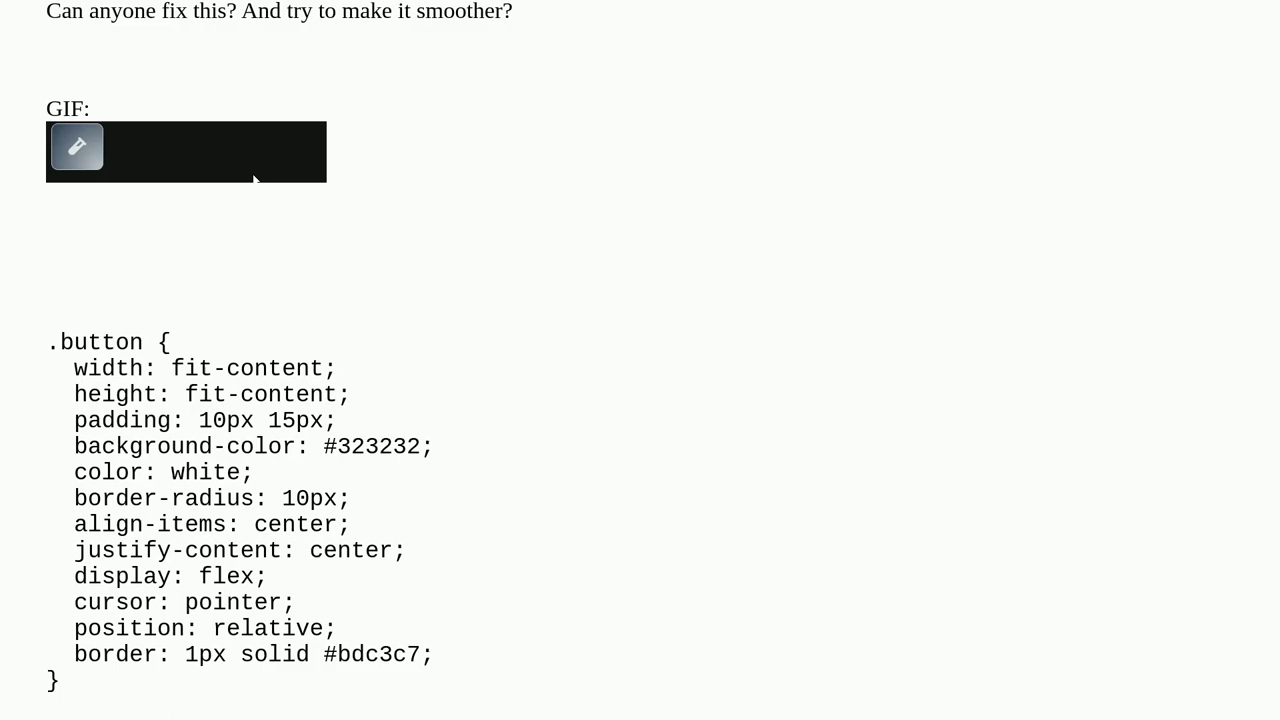 Can anyone fix this? And try to make it smoother?
GIF:
.button {
  width: fit-content;
  height: fit-content;
  padding: 10px 15px;
  background-color: #323232;
  color: white;
  border-radius: 10px;
  align-items: center;
  justify-content: center;
  display: flex;
  cursor: pointer;
  position: relative;
  border: 1px solid #bdc3c7;
}